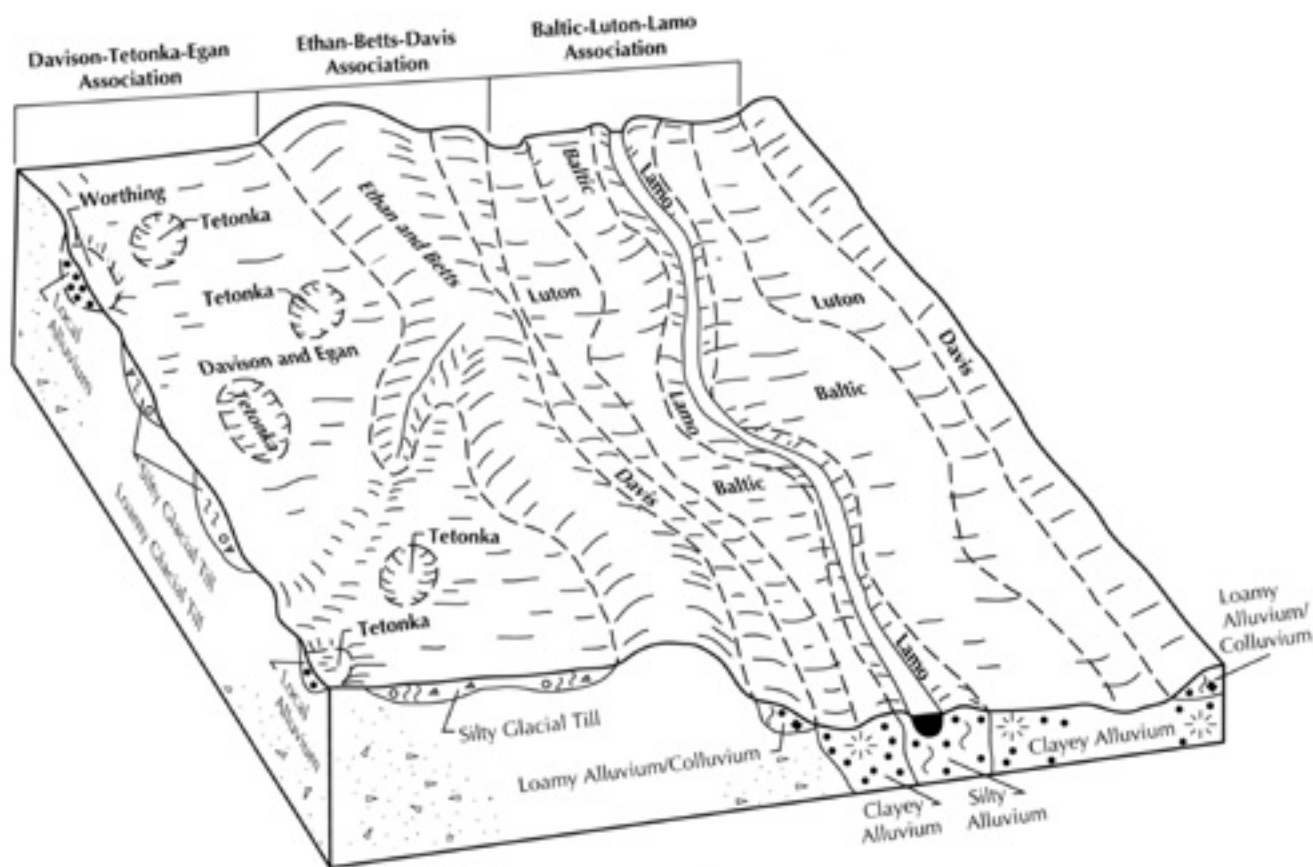 Davison-Tetonka-Egan
Association
Ethan-Betts-Davis
Association
Baltic-Luton-Lamo
Association
Worthing
Tetonka
Tetonka
Davison and Egan
Tetonka
Tetonka
Tetonka
Ethan and Betts
Luton
Baltic
Lamo
Luton
Davis
Baltic
Lamo
Davis
Baltic
Lamo
Local
Alluvium
Silty Glacial Till
Loamy Glacial Till
Local
Alluvium
Silty Glacial Till
Loamy Alluvium/Colluvium
Clayey
Alluvium
Silty
Alluvium
Clayey Alluvium
Loamy
Alluvium/
Colluvium